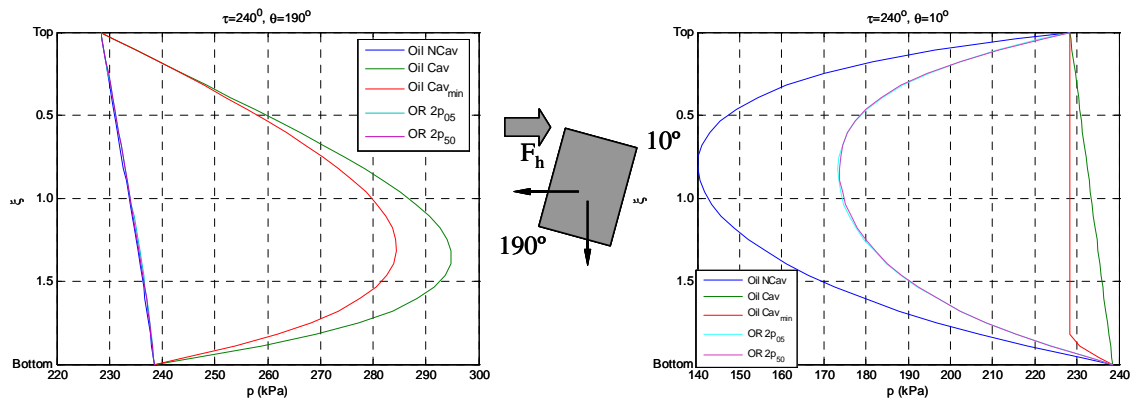 τ=240⁰, θ=190º
Top
0.5
1.0
1.5
Bottom
ξ
220 230 240 250 260 270 280 290 300
p (kPa)
Oil NCav
Oil Cav
Oil Cavmin
OR 2p05
OR 2p50
Fh
10º
190º
τ=240º, θ=10º
Top
0.5
1.0
1.5
Bottom
ξ
140 150 160 170 180 190 200 210 220 230 240
p (kPa)
Oil NCav
Oil Cav
Oil Cavmin
OR 2p05
OR 2p50